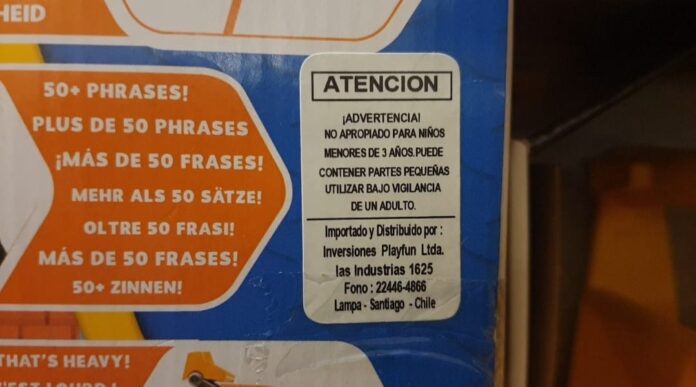 HEID
50+ PHRASES!
PLUS DE 50 PHRASES
¡MÁS DE 50 FRASES!
MEHR ALS 50 SÄTZE!
OLTRE 50 FRASI!
MÁS DE 50 FRASES!
50+ ZINNEN!
THAT'S HEAVY!
ATENCION
¡ADVERTENCIA!
NO APROPIADO PARA NIÑOS
MENORES DE 3 AÑOS.PUEDE
CONTENER PARTES PEQUEÑAS
UTILIZAR BAJO VIGILANCIA
DE UN ADULTO.
Importado y Distribuido por :
Inversiones Playfun Ltda.
las Industrias 1625
Fono : 22446-4866
Lampa - Santiago - Chile